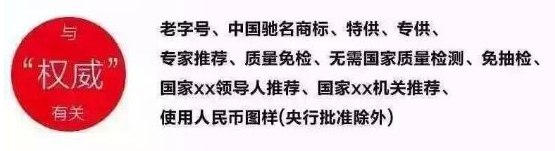 与
“权威”
有关
老字号、中国驰名商标、特供、专供、
专家推荐、质量免检、无需国家质量检测、免抽检、
国家xx领导人推荐、国家xx机关推荐、
使用人民币图样(央行批准除外)